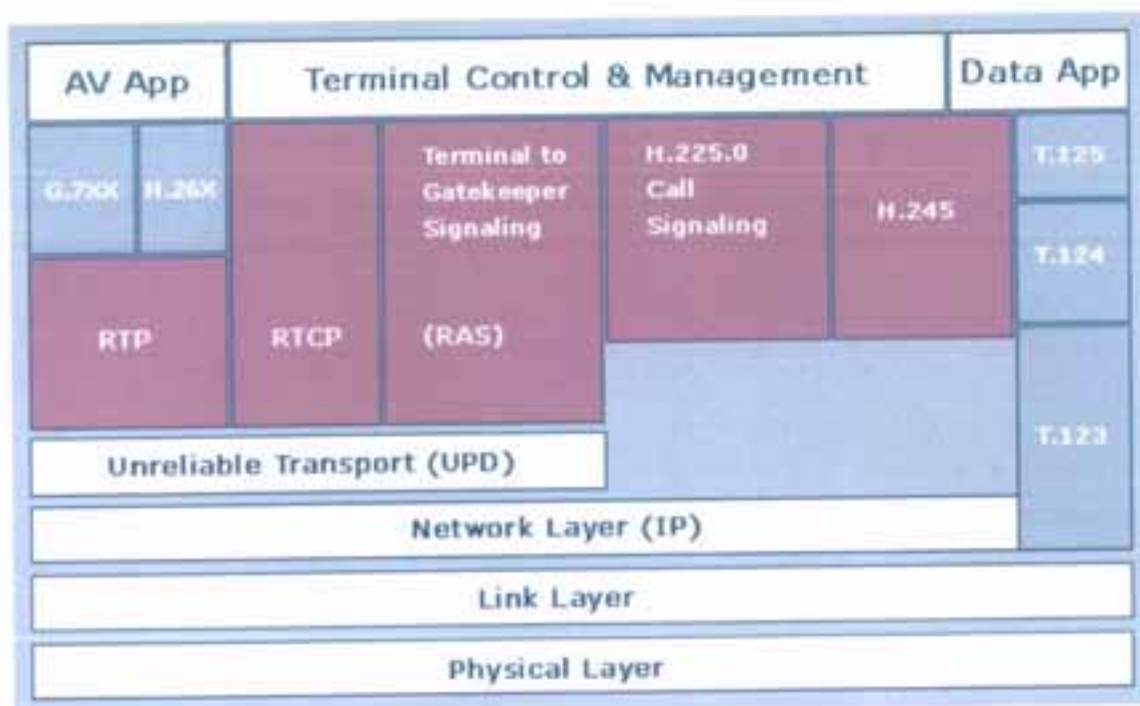 AV App
Terminal Control & Management
Data App
G.7XX
H.26X
RTP
RTCP
Terminal to
Gatekeeper
Signaling
(RAS)
H.225.0
Call
Signaling
H.245
T.125
T.124
T.123
Unreliable Transport (UPD)
Network Layer (IP)
Link Layer
Physical Layer